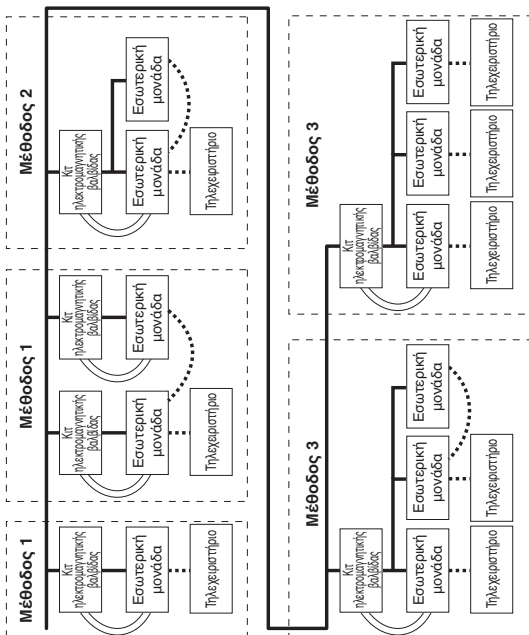 Μέθοδος 1
Κιτ
ηλεκτρομαγνητικής
βαλβίδας
Εσωτερική
μονάδα
Τηλεχειριστήριο
Μέθοδος 1
Κιτ
ηλεκτρομαγνητικής
βαλβίδας
Κιτ
ηλεκτρομαγνητικής
βαλβίδας
Εσωτερική
μονάδα
Εσωτερική
μονάδα
Τηλεχειριστήριο
Μέθοδος 2
Κιτ
ηλεκτρομαγνητικής
βαλβίδας
Εσωτερική
μονάδα
Εσωτερική
μονάδα
Τηλεχειριστήριο
Μέθοδος 3
Κιτ
ηλεκτρομαγνητικής
βαλβίδας
Εσωτερική
μονάδα
Εσωτερική
μονάδα
Εσωτερική
μονάδα
Τηλεχειριστήριο
Τηλεχειριστήριο
Μέθοδος 3
Κιτ
ηλεκτρομαγνητικής
βαλβίδας
Εσωτερική
μονάδα
Εσωτερική
μονάδα
Εσωτερική
μονάδα
Τηλεχειριστήριο
Τηλεχειριστήριο
Τηλεχειριστήριο